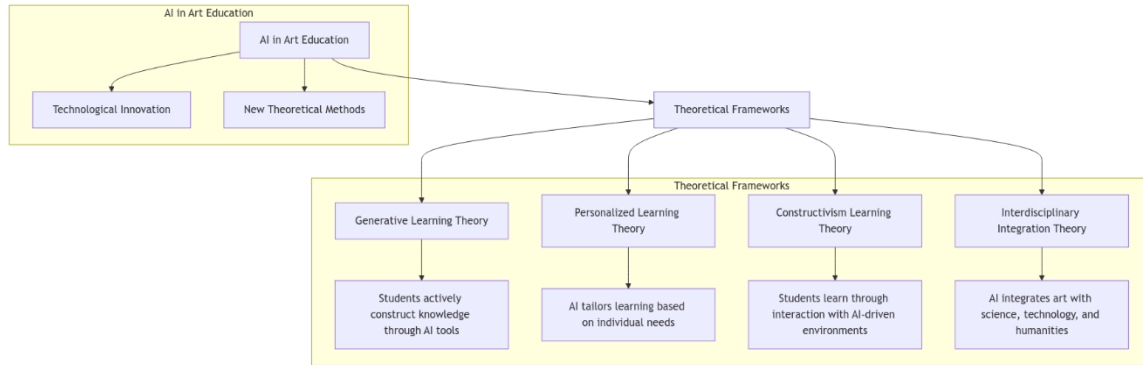 AI in Art Education
AI in Art Education
Technological Innovation
New Theoretical Methods
Theoretical Frameworks
Theoretical Frameworks
Generative Learning Theory
Personalized Learning
Theory
Constructivism Learning
Theory
Interdisciplinary
Integration Theory
Students actively
construct knowledge
through AI tools
AI tailors learning based
on individual needs
Students learn through
interaction with AI-driven
environments
AI integrates art with
science, technology, and
humanities